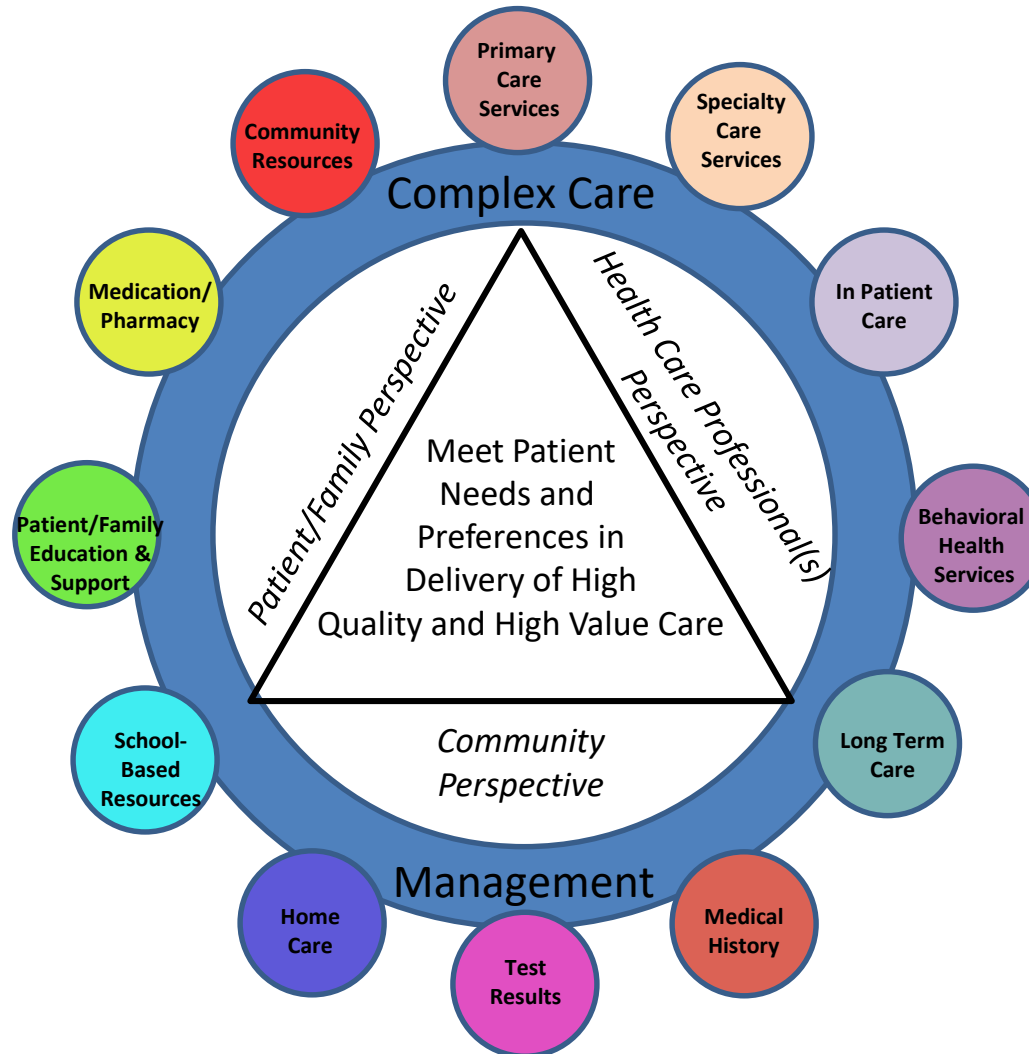 Primary
Care
Services
Specialty
Care
Services
In Patient
Care
Behavioral
Health
Services
Long Term
Care
Medical
History
Test
Results
Home
Care
School-
Based
Resources
Patient/Family
Education &
Support
Medication/
Pharmacy
Community
Resources
Complex Care
Management
Patient/Family Perspective
Health Care Professional(s)
Perspective
Community
Perspective
Meet Patient
Needs and
Preferences in
Delivery of High
Quality and High Value Care